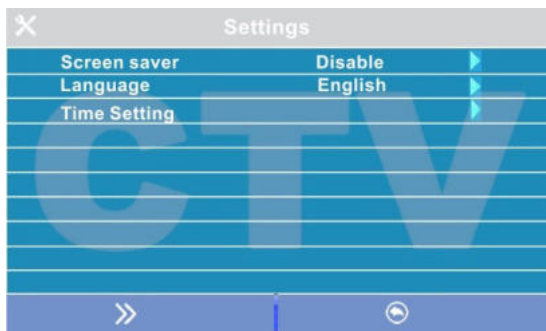 Settings
Screen saver Disable
Language English
Time Setting
CTV